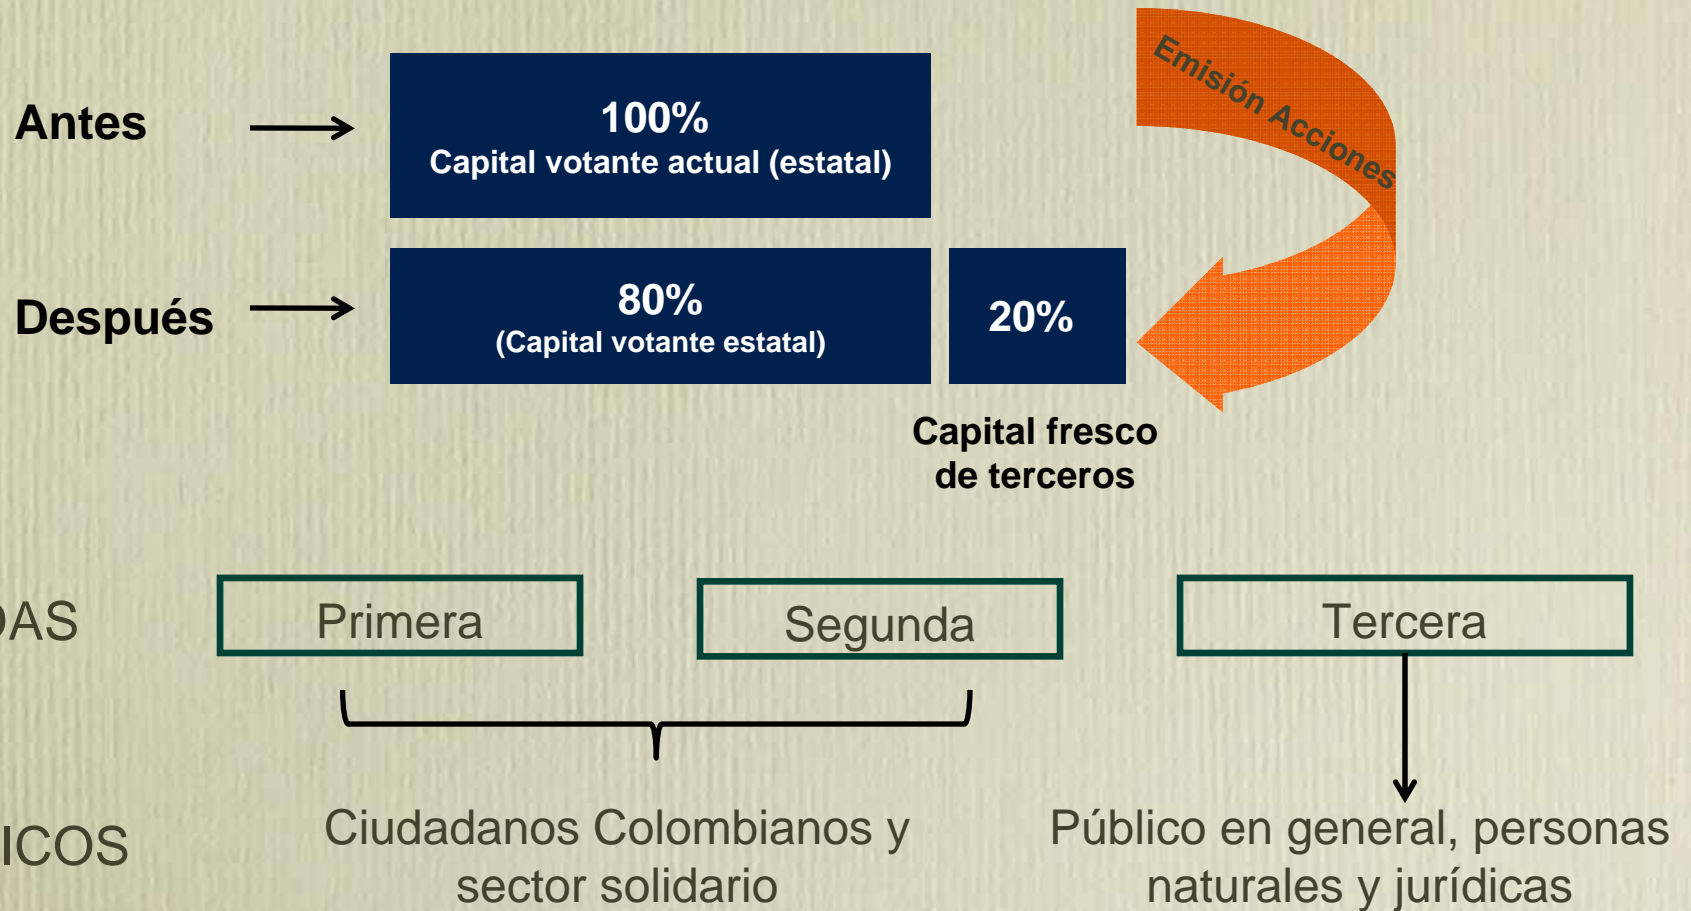 Emisión Acciones
Antes
100%
Capital votante actual (estatal)
Después
80%
(Capital votante estatal)
20%
Capital fresco
de terceros
DAS
Primera
Segunda
Tercera
ICOS
Ciudadanos Colombianos y
sector solidario
Público en general, personas
naturales y jurídicas